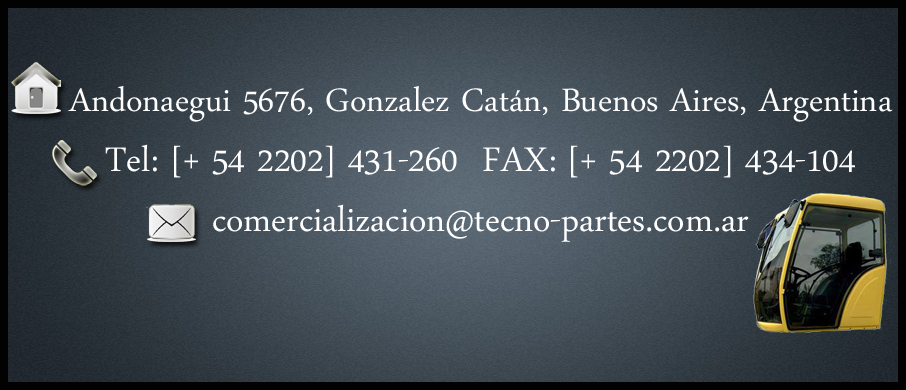 Andonaegui 5676, Gonzalez Catán, Buenos Aires, Argentina
Tel: [+ 54 2202] 431-260 FAX: [+ 54 2202] 434-104
comercializacion@tecno-partes.com.ar